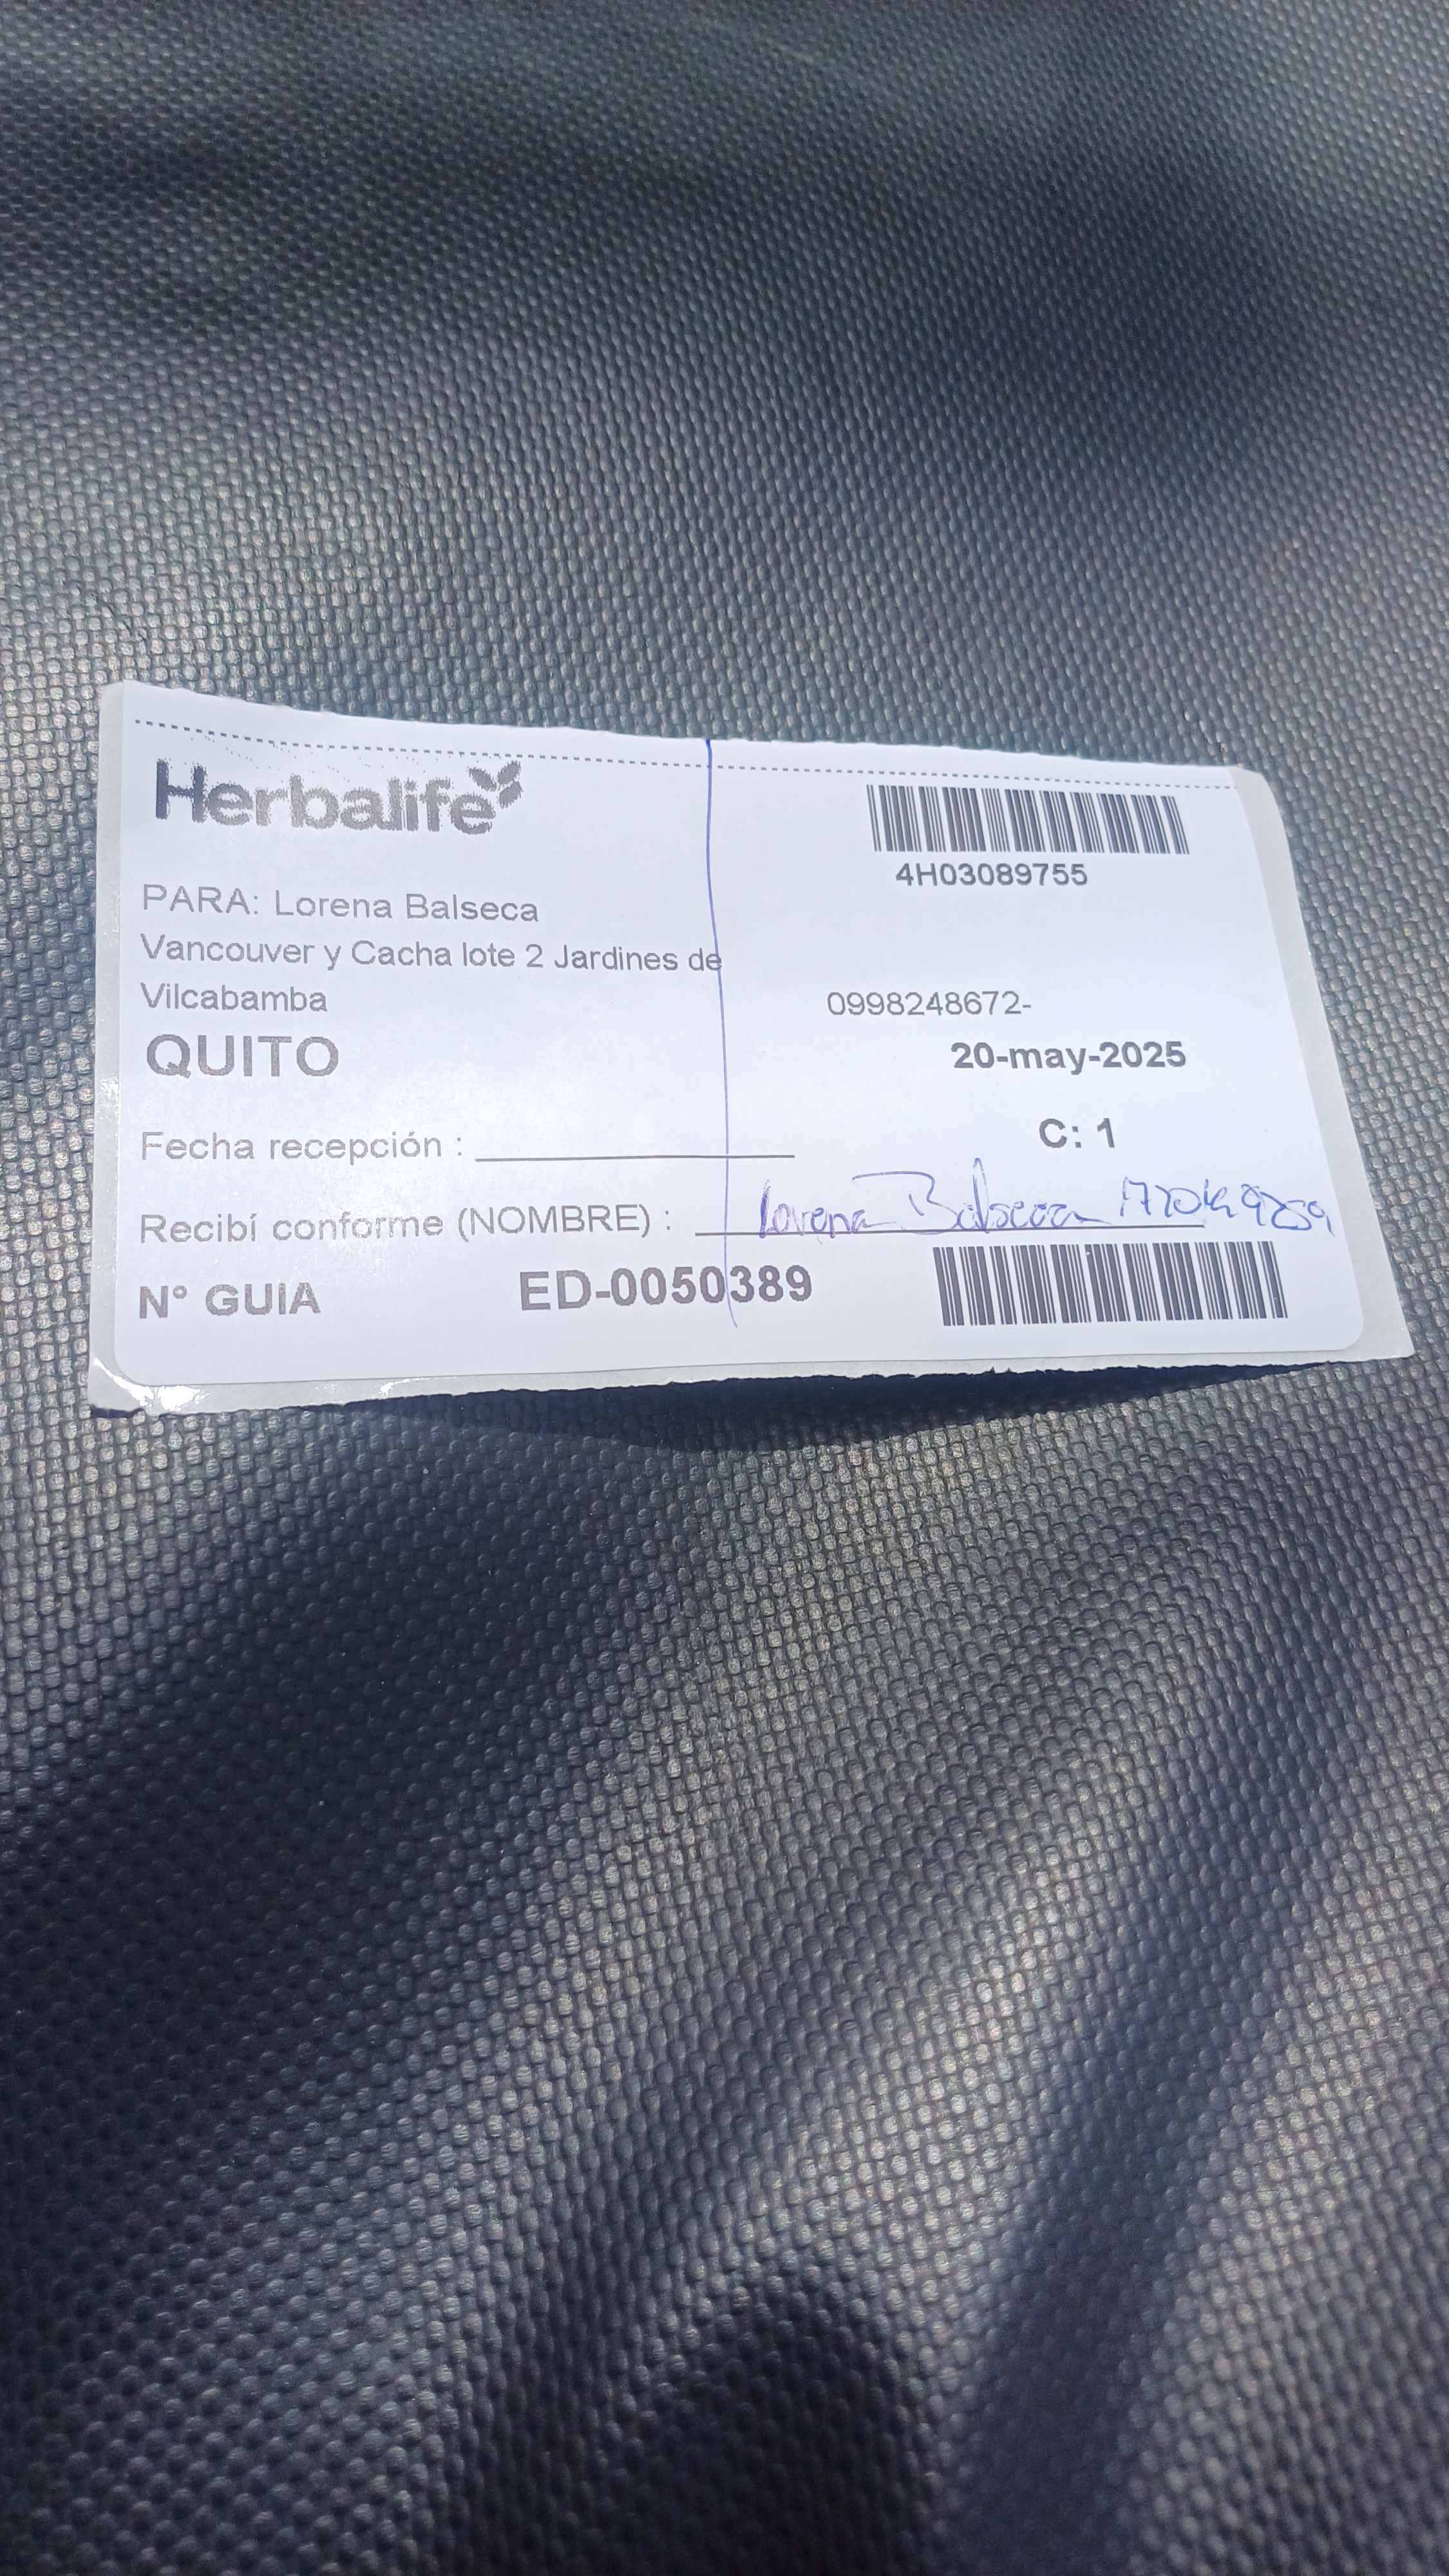 Herbalife
4H03089755
PARA: Lorena Balseca
Vancouver y Cacha lote 2 Jardines de
Vilcabamba
0998248672-
QUITO
20-may-2025
C: 1
Fecha recepción :
Recibí conforme (NOMBRE) : Lorena Balseca
N° GUIA ED-0050389